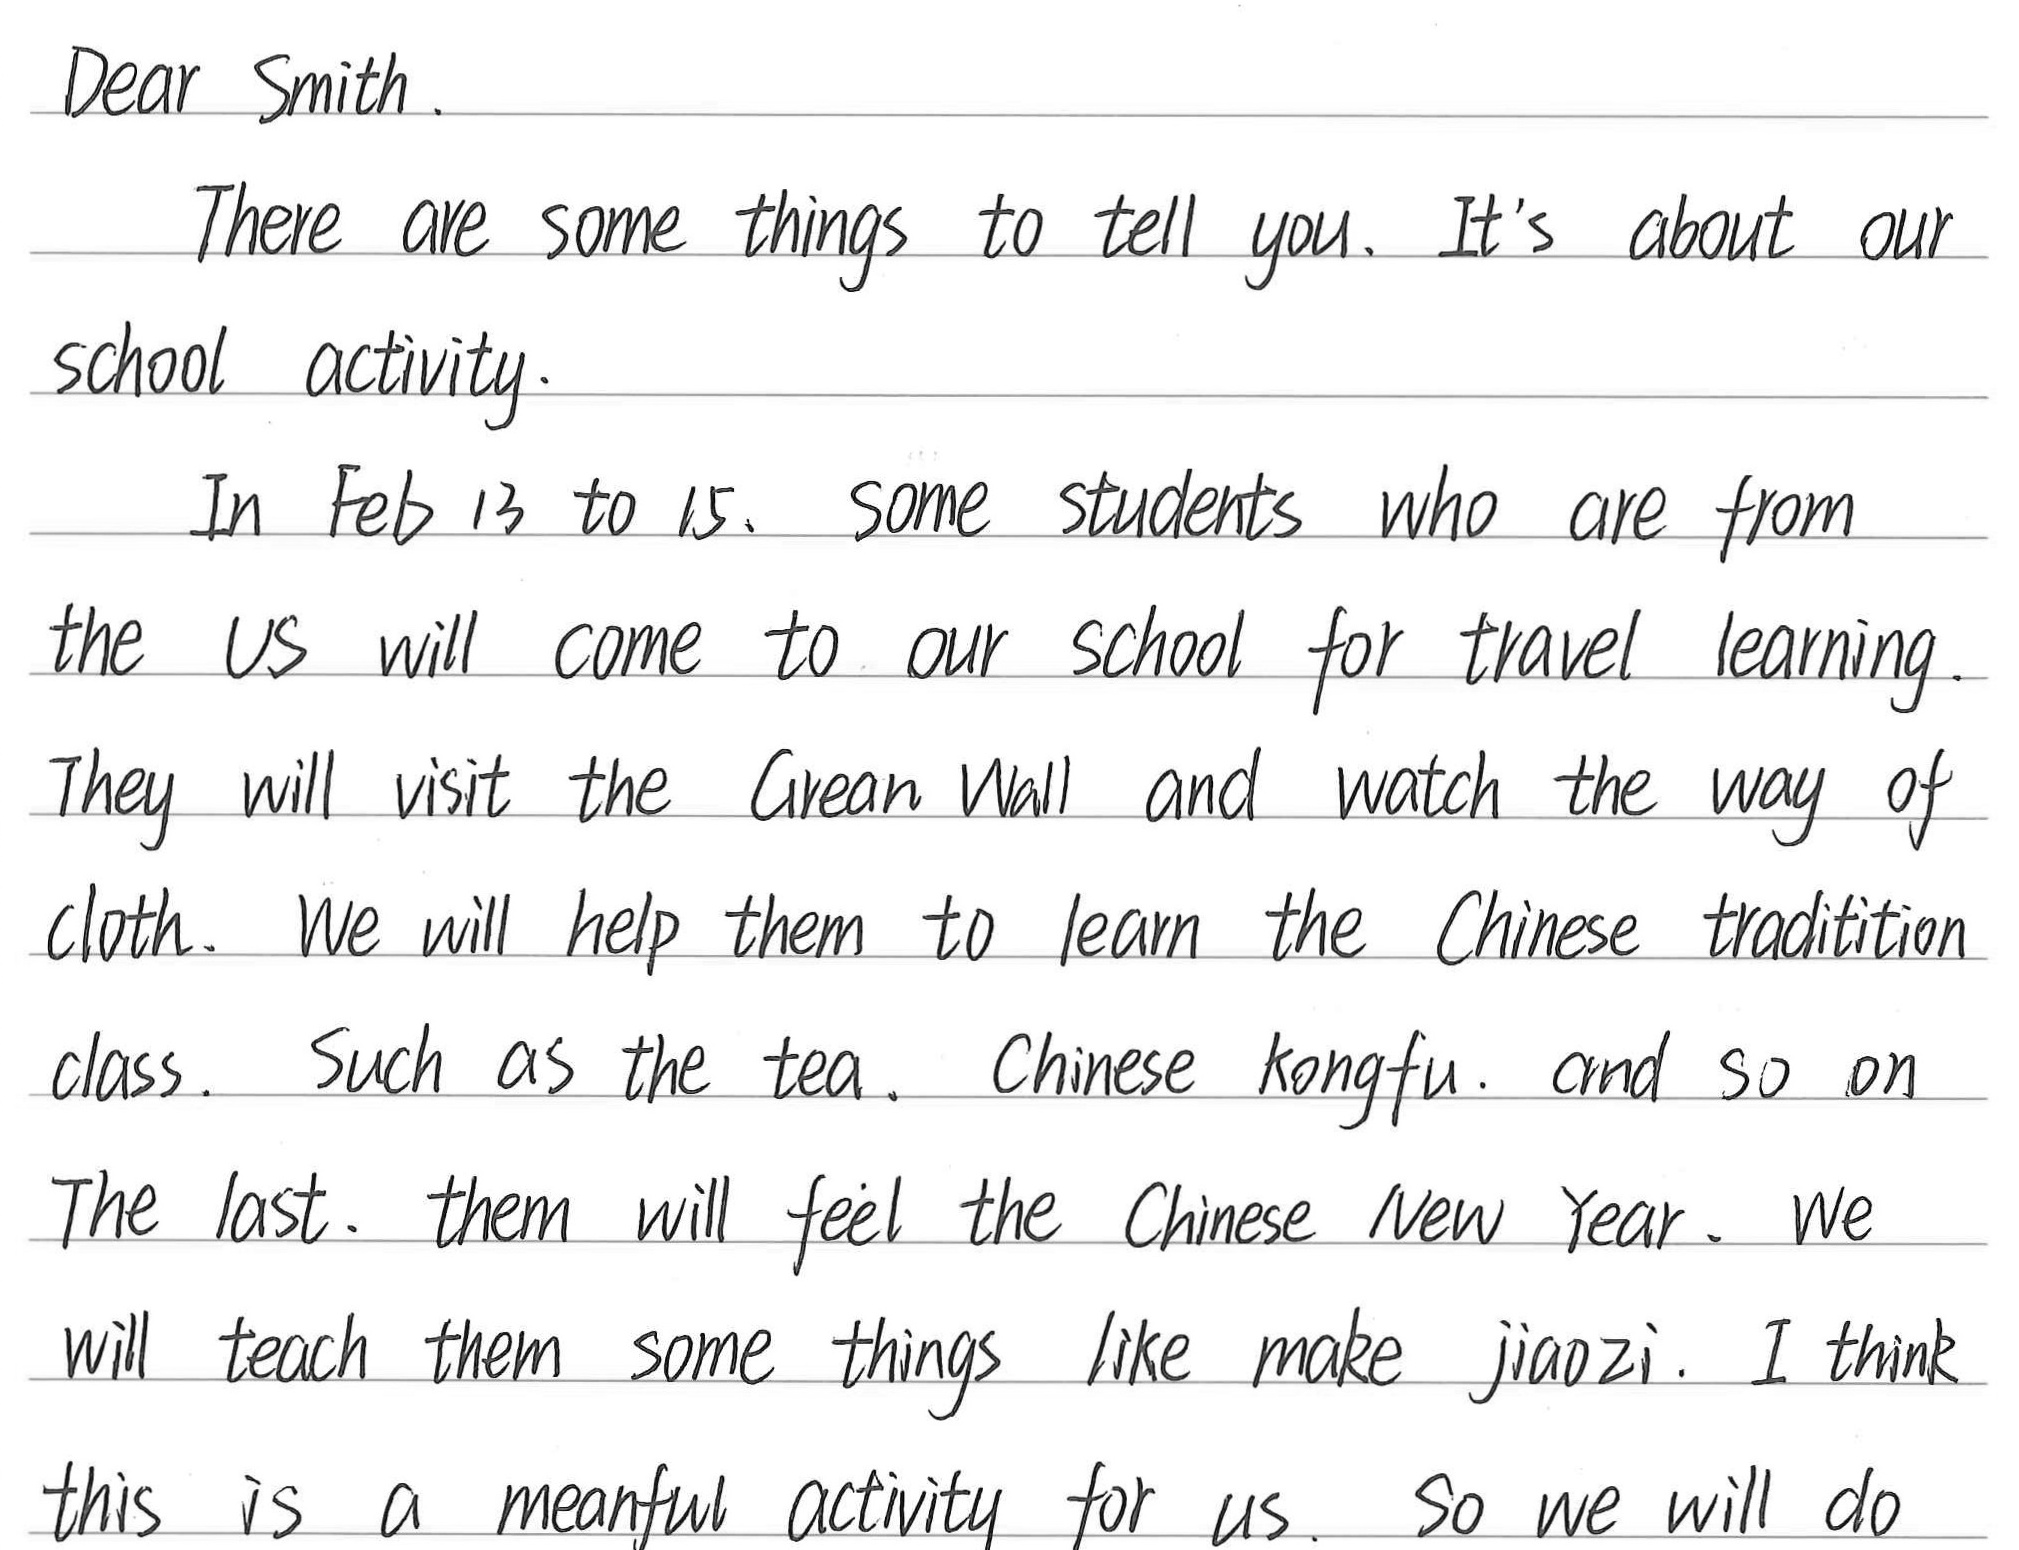 Dear Smith.
There are some things to tell you. It's about our
school activity.
In Feb 13 to 15. some students who are from
the US will come to our school for travel learning.
They will visit the Grean Wall and watch the way of
cloth. We will help them to learn the Chinese traditition
class. Such as the tea. Chinese kongfu. and so on
The last. them will feel the Chinese New Year. We
will teach them some things like make jiaozi. I think
this is a meanful activity for us. So we will do